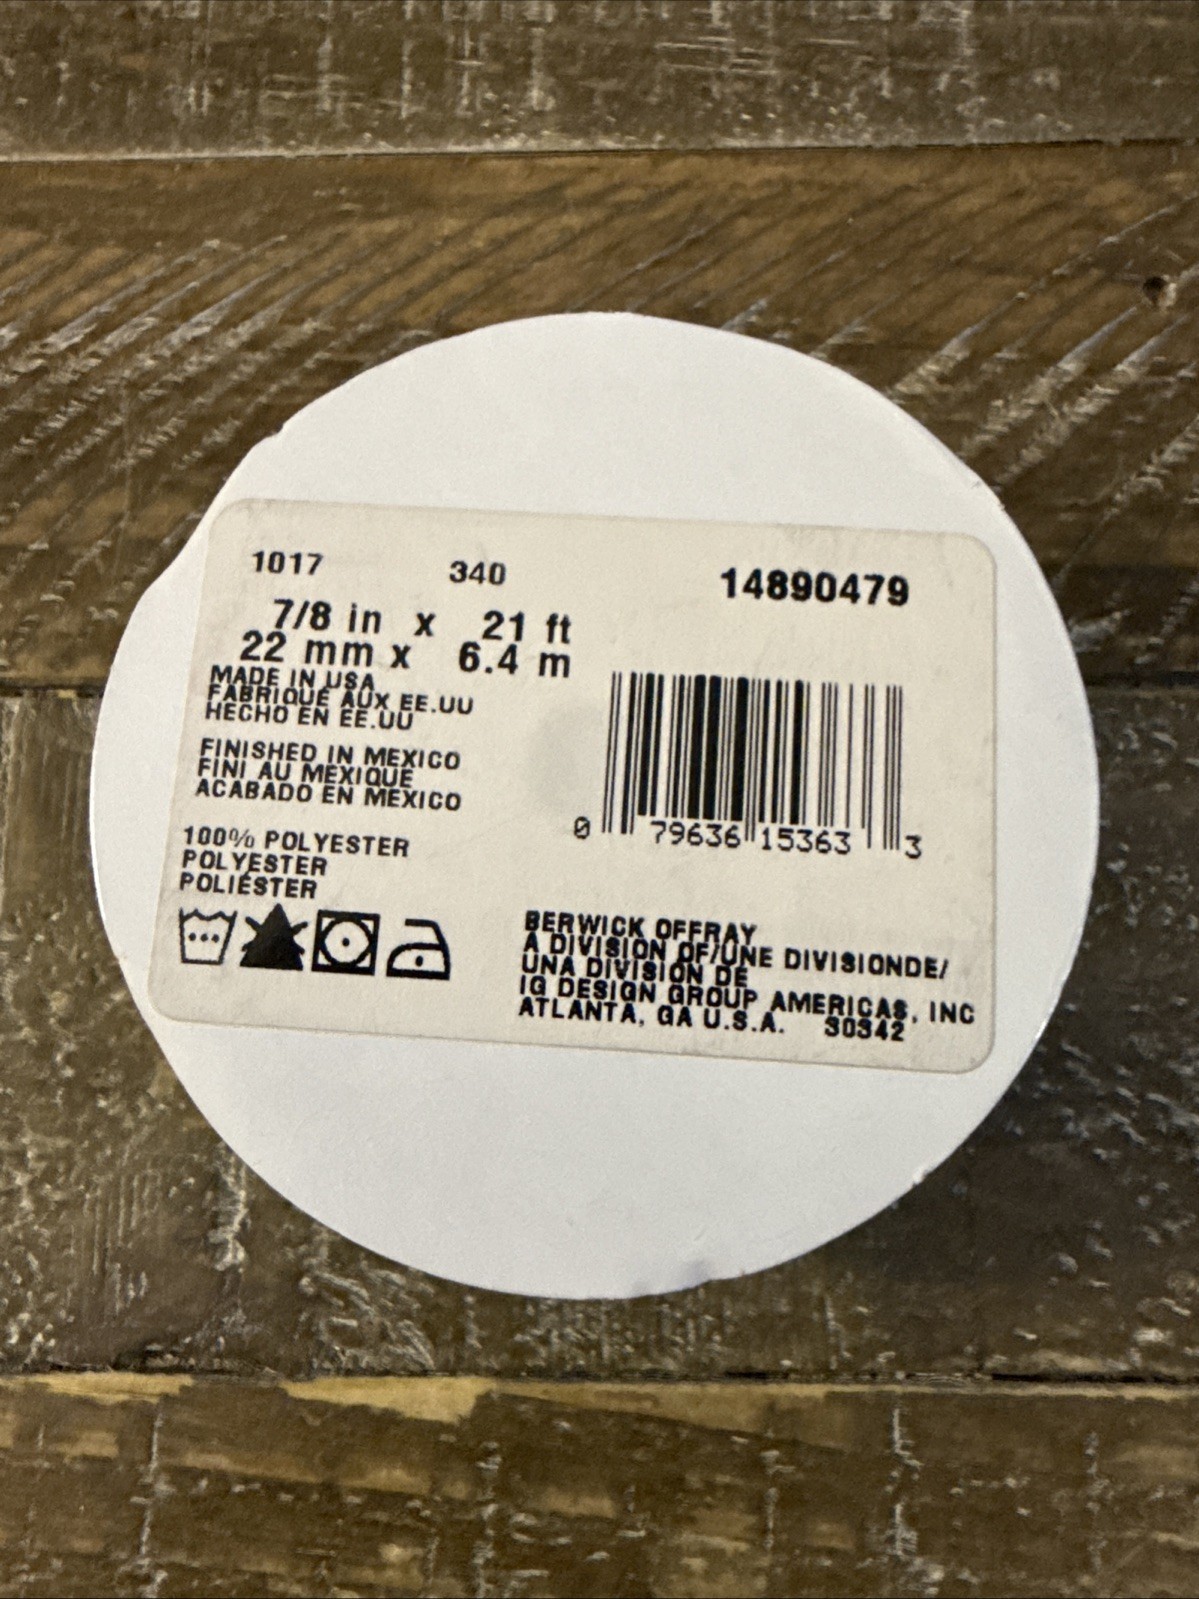 1017 340 14890479
7/8 in x 21 ft
22 mm x 6.4 m
MADE IN USA
FABRIQUÉ AUX EE.UU
HECHO EN EE.UU
FINISHED IN MEXICO
FINI AU MEXIQUE
ACABADO EN MEXICO
100% POLYESTER
POLYESTER
POLIÉSTER
0 79636 15363 3
BERWICK OFFRAY
A DIVISION OF/UNE DIVISIONDE/
UNA DIVISIÓN DE
IG DESIGN GROUP AMERICAS, INC
ATLANTA, GA U.S.A. 30342